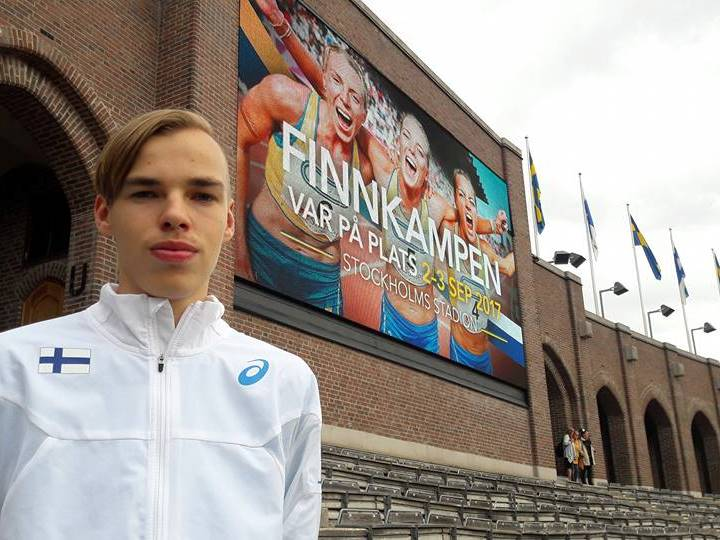 FINNKAMPEN
VAR PÅ PLATS 2-3 SEP 2017
STOCKHOLMS STADION
U